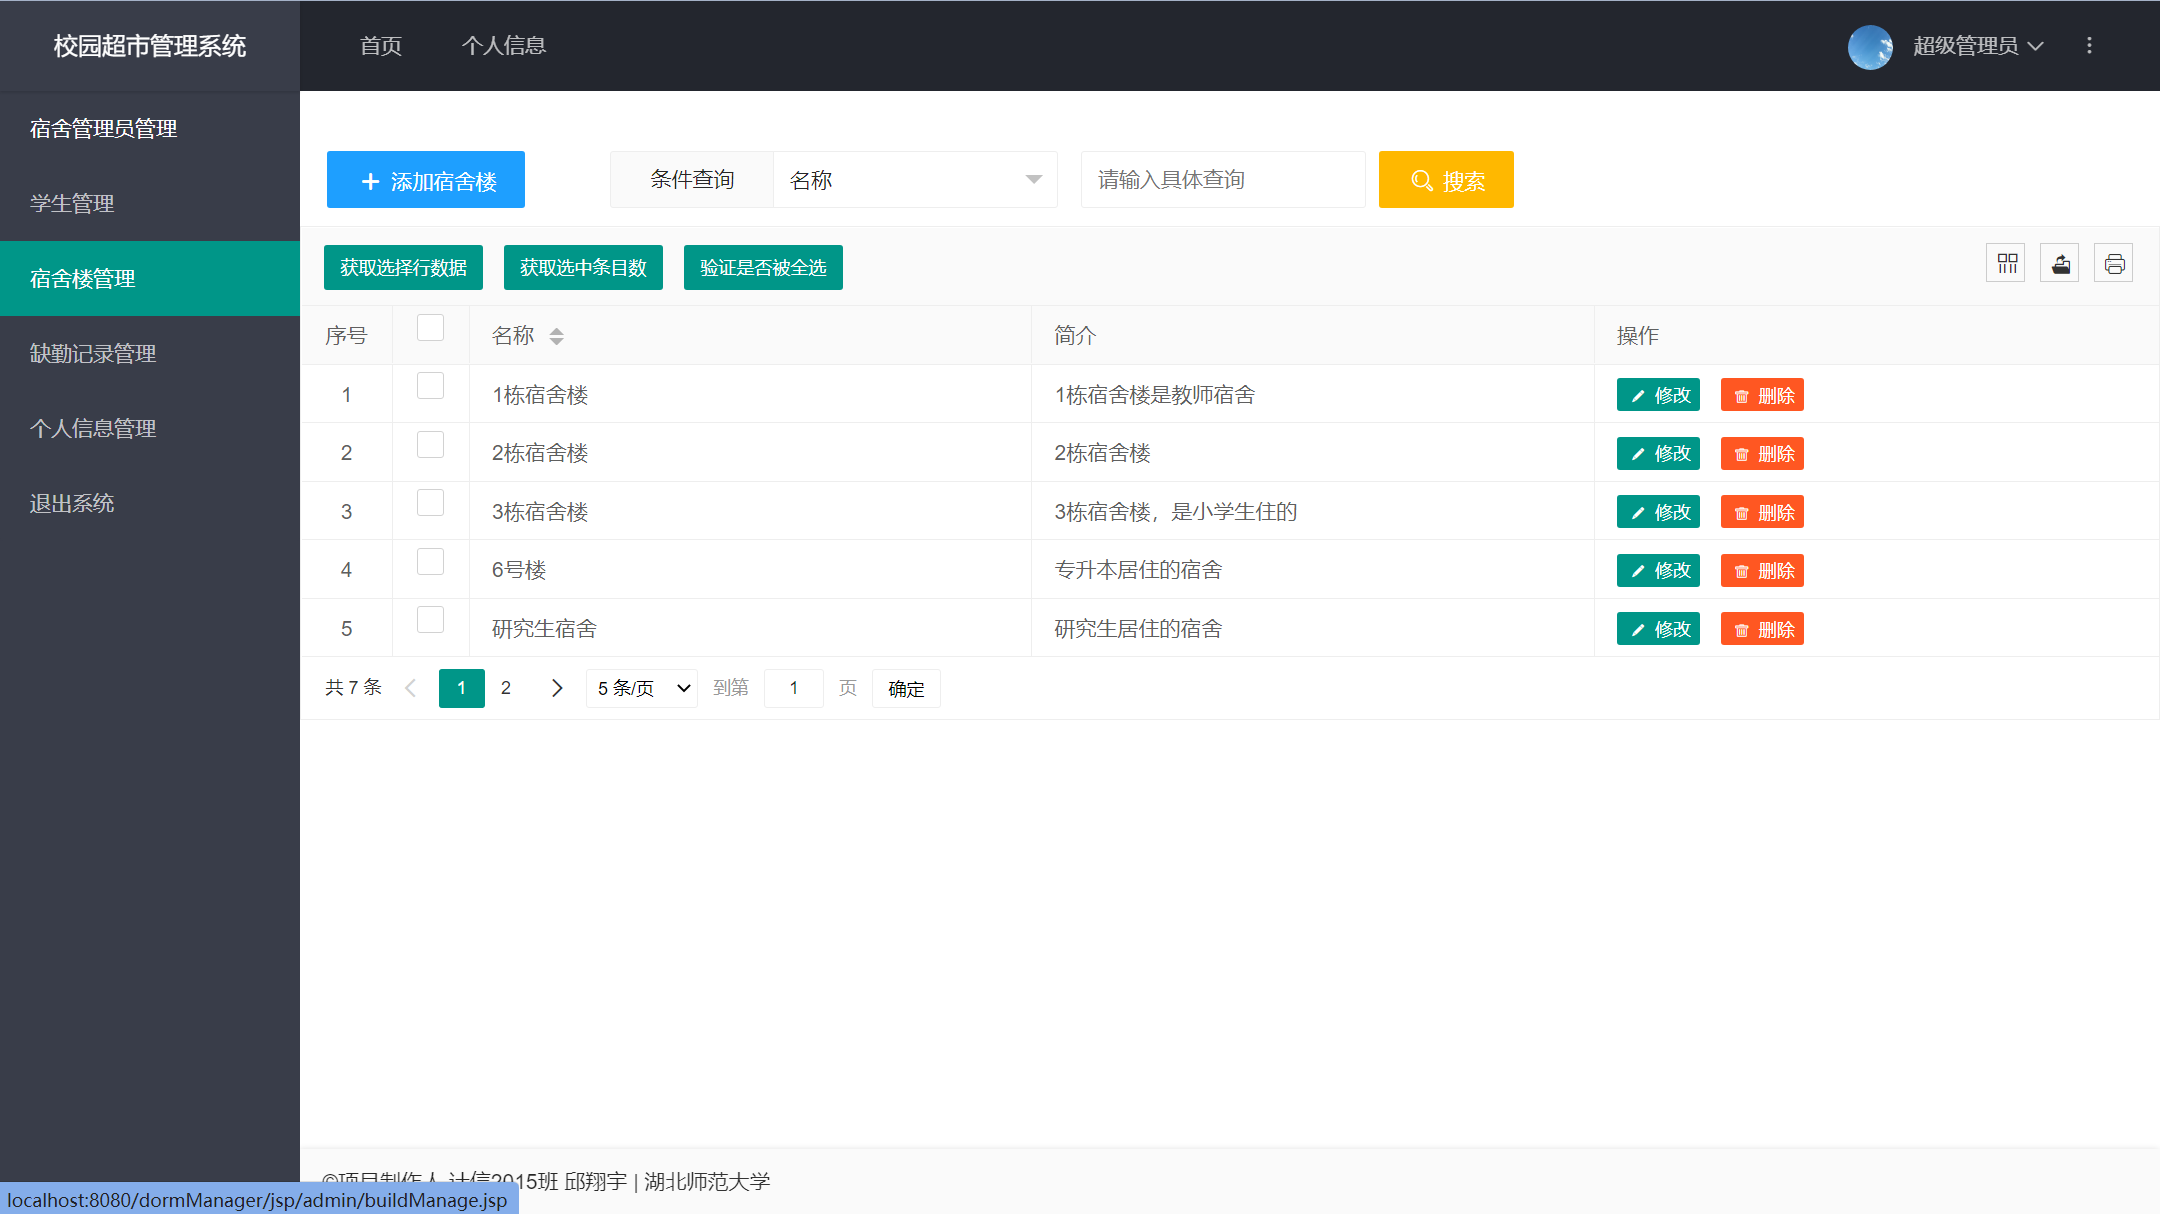 校园超市管理系统
首页
个人信息
超级管理员
宿舍管理员管理
学生管理
宿舍楼管理
缺勤记录管理
个人信息管理
退出系统
添加宿舍楼
条件查询
名称
请输入具体查询
搜索
获取选择行数据
获取选中条目数
验证是否被全选
序号 名称 简介 操作
1 1栋宿舍楼 1栋宿舍楼是教师宿舍 修改 删除
2 2栋宿舍楼 2栋宿舍楼 修改 删除
3 3栋宿舍楼 3栋宿舍楼，是小学生住的 修改 删除
4 6号楼 专升本居住的宿舍 修改 删除
5 研究生宿舍 研究生居住的宿舍 修改 删除
共 7 条 1 2 5 条/页 到第 1 页 确定
©项目制作人 计信2015班 邱翔宇 | 湖北师范大学
localhost:8080/dormManager/jsp/admin/buildManage.jsp